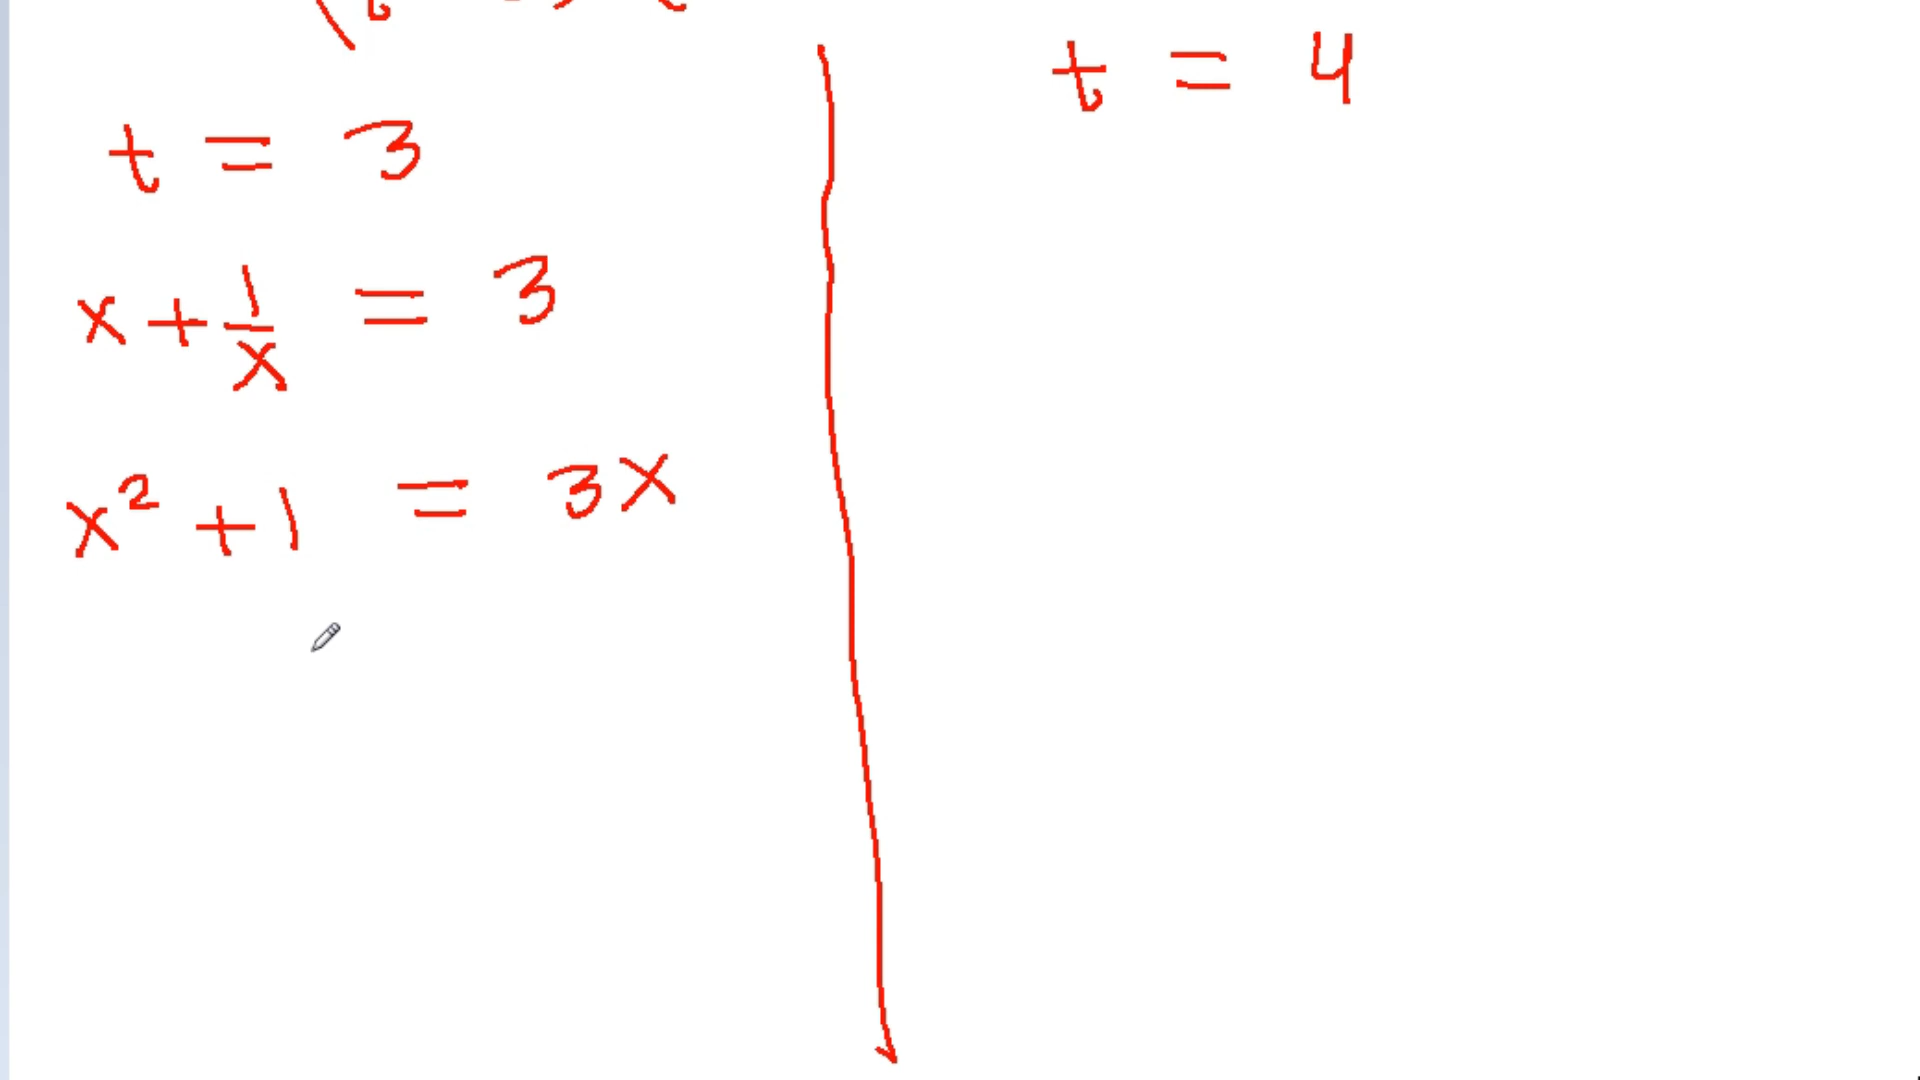 t = 3
x + 1/x = 3
x² + 1 = 3x
t = 4